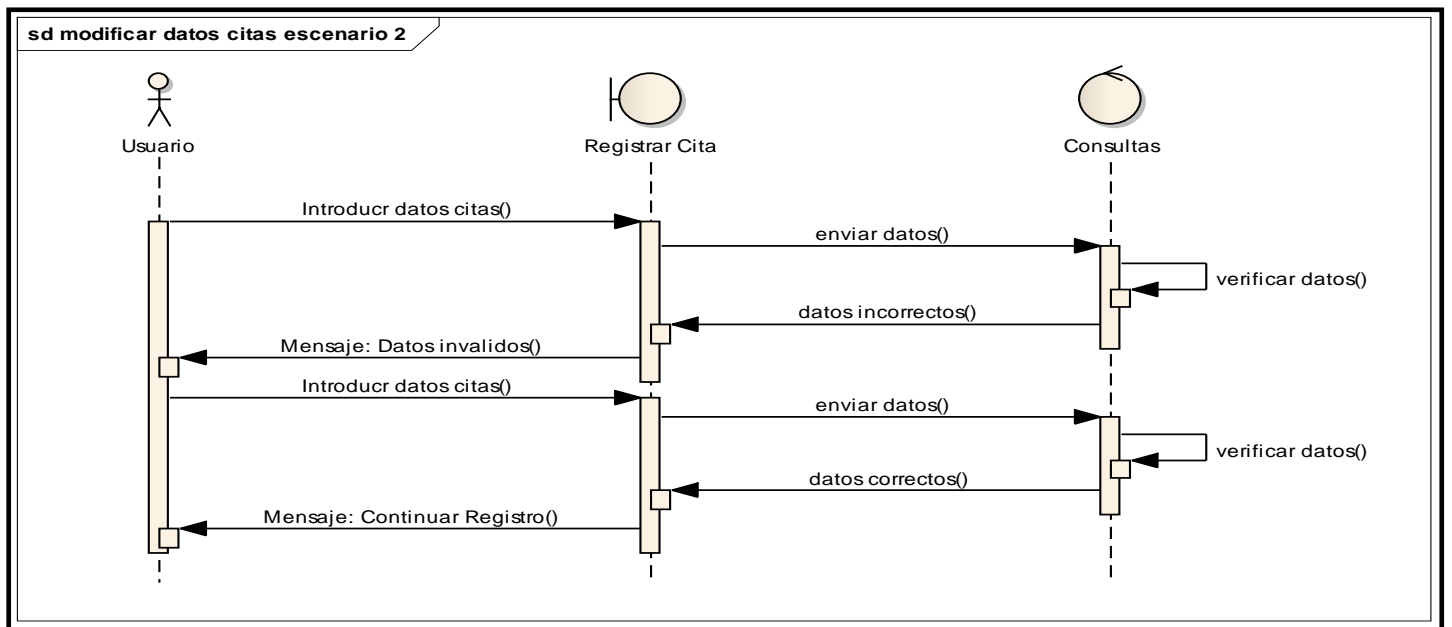 sd modificar datos citas escenario 2
Usuario
Registrar Cita
Consultas
Introducr datos citas()
enviar datos()
verificar datos()
datos incorrectos()
Mensaje: Datos invalidos()
Introducr datos citas()
enviar datos()
verificar datos()
datos correctos()
Mensaje: Continuar Registro()